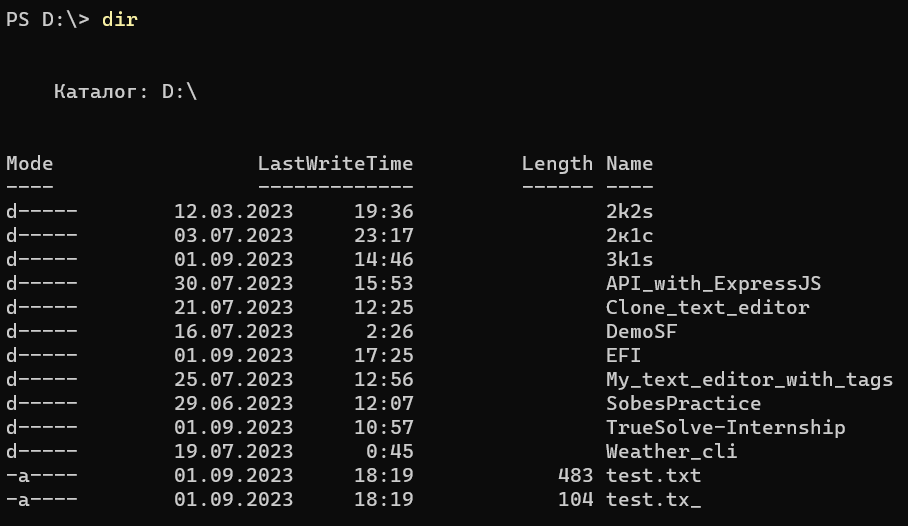 PS D:\> dir
Каталог: D:\
Mode LastWriteTime Length Name
---- ------------- ------ ----
d----- 12.03.2023 19:36 2k2s
d----- 03.07.2023 23:17 2к1с
d----- 01.09.2023 14:46 3k1s
d----- 30.07.2023 15:53 API_with_ExpressJS
d----- 21.07.2023 12:25 Clone_text_editor
d----- 16.07.2023 2:26 DemoSF
d----- 01.09.2023 17:25 EFI
d----- 25.07.2023 12:56 My_text_editor_with_tags
d----- 29.06.2023 12:07 SobesPractice
d----- 01.09.2023 10:57 TrueSolve-Internship
d----- 19.07.2023 0:45 Weather_cli
-a---- 01.09.2023 18:19 483 test.txt
-a---- 01.09.2023 18:19 104 test.tx_